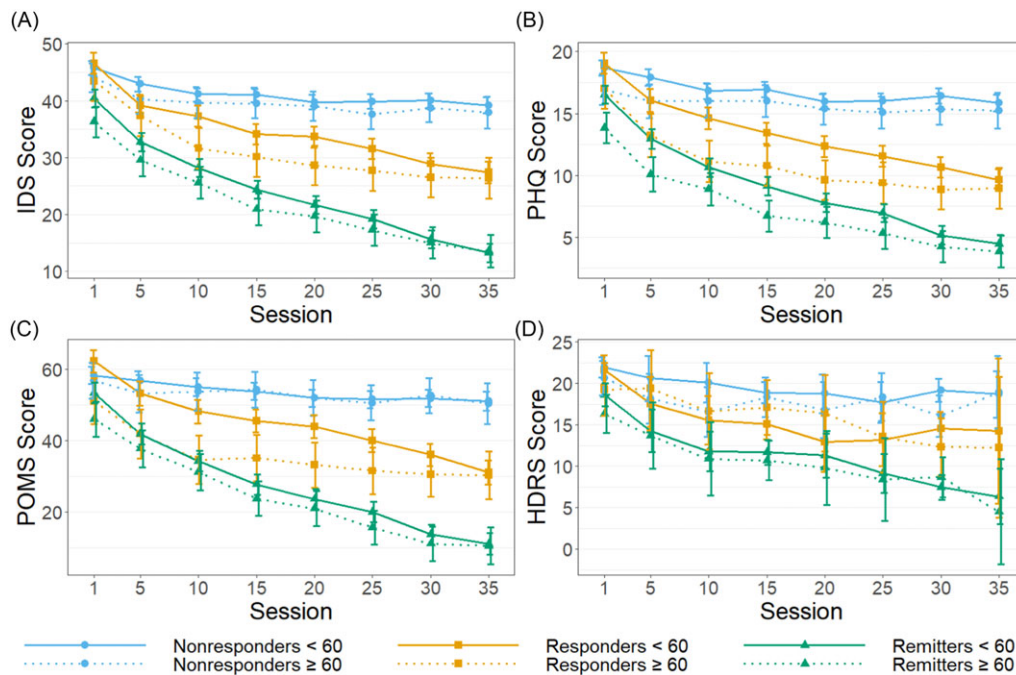 (A)
50
40
30
20
10
IDS Score
1 5 10 15 20 25 30 35
Session
(B)
20
15
10
5
PHQ Score
1 5 10 15 20 25 30 35
Session
(C)
60
40
20
POMS Score
1 5 10 15 20 25 30 35
Session
(D)
25
20
15
10
5
0
HDRS Score
1 5 10 15 20 25 30 35
Session
Nonresponders < 60 Responders < 60 Remitters < 60
Nonresponders ≥ 60 Responders ≥ 60 Remitters ≥ 60